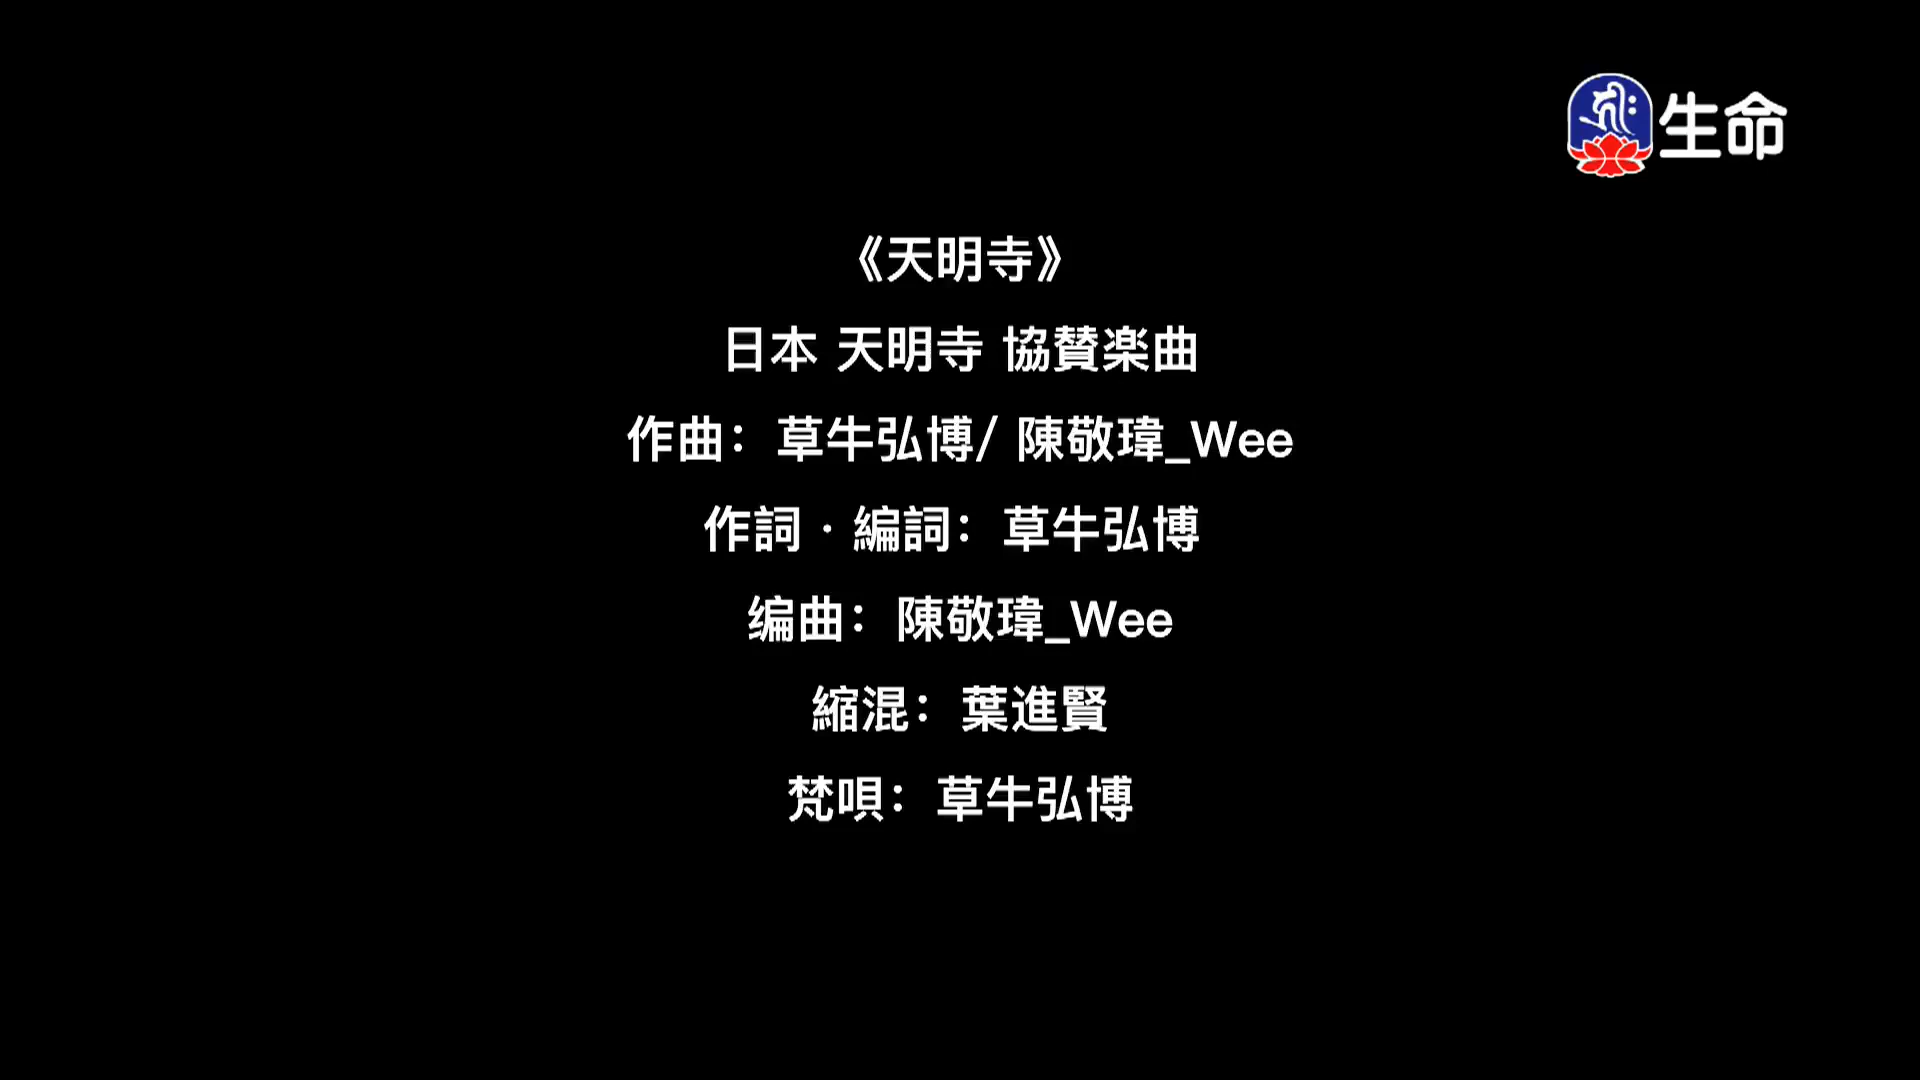 生命
《天明寺》
日本 天明寺 協賛楽曲
作曲：草牛弘博/ 陳敬瑋_Wee
作詞 · 編詞：草牛弘博
编曲：陳敬瑋_Wee
縮混：葉進賢
梵唄：草牛弘博